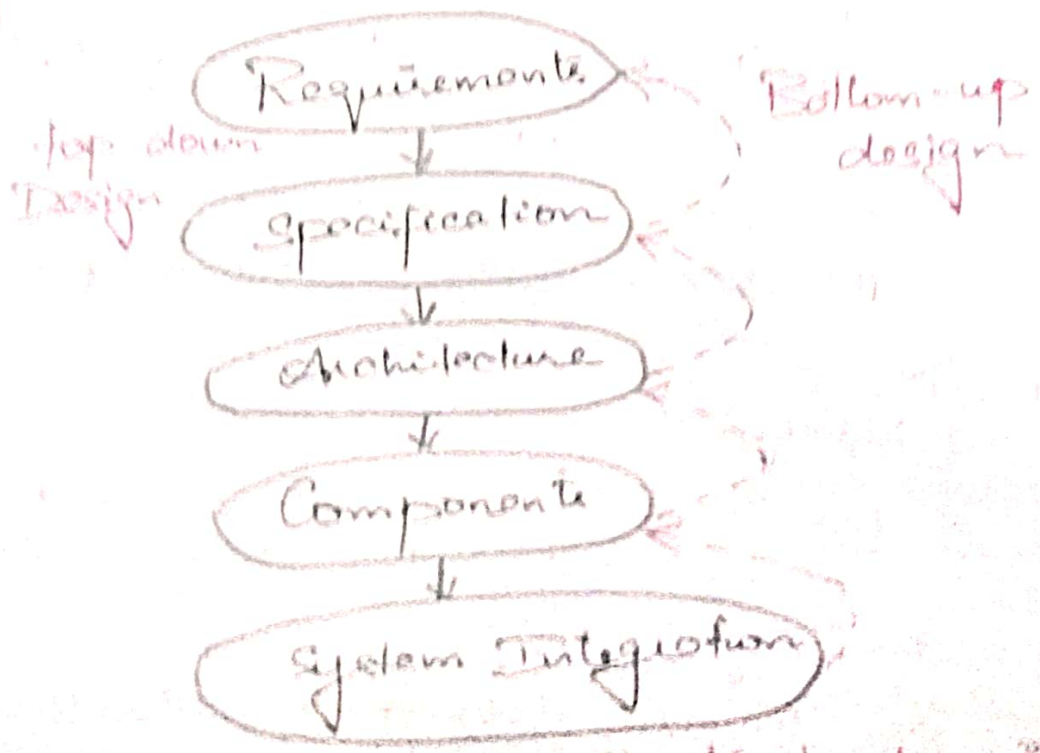 Requirements
Bottom-up
design
top down
Design
Specification
Architecture
Components
System Integration